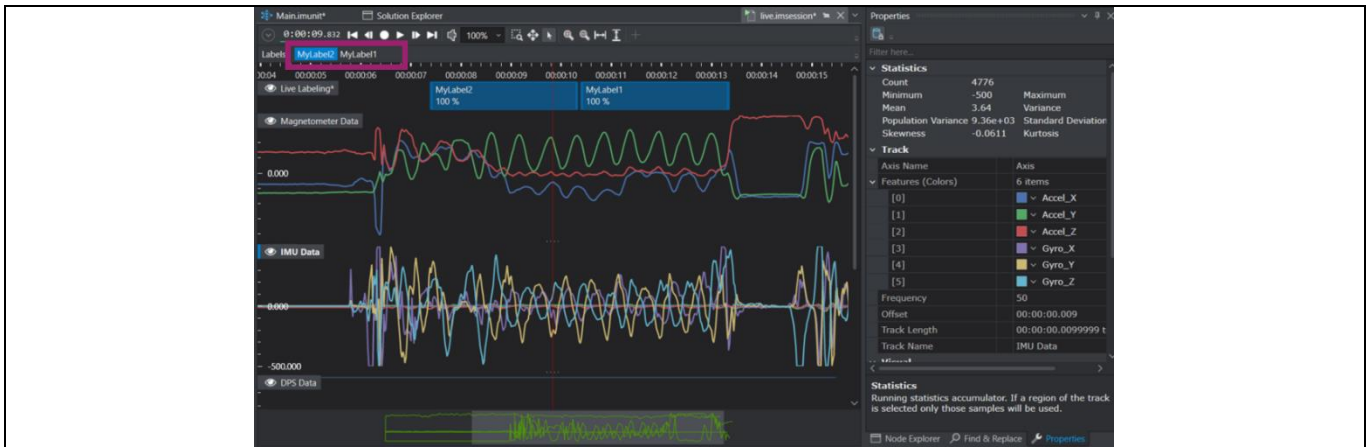 Main.imunit*
Solution Explorer
live.imsession*
0:00:09.832
100%
Labels
MyLabel2 MyLabel1
00:04 00:00:05 00:00:06 00:00:07 00:00:08 00:00:09 00:00:10 00:00:11 00:00:12 00:00:13 00:00:14 00:00:15
Live Labeling*
MyLabel2
100 %
MyLabel1
100 %
Magnetometer Data
0.000
IMU Data
0.000
-500.000
DPS Data
Properties
Filter here...
Statistics
Count 4776
Minimum -500 Maximum
Mean 3.64 Variance
Population Variance 9.36e+03 Standard Deviation
Skewness -0.0611 Kurtosis
Track
Axis Name Axis
Features (Colors) 6 items
[0] Accel_X
[1] Accel_Y
[2] Accel_Z
[3] Gyro_X
[4] Gyro_Y
[5] Gyro_Z
Frequency 50
Offset 00:00:00.009
Track Length 00:00:00.0099999 t
Track Name IMU Data
Statistics
Running statistics accumulator. If a region of the track
is selected only those samples will be used.
Node Explorer Find & Replace Properties